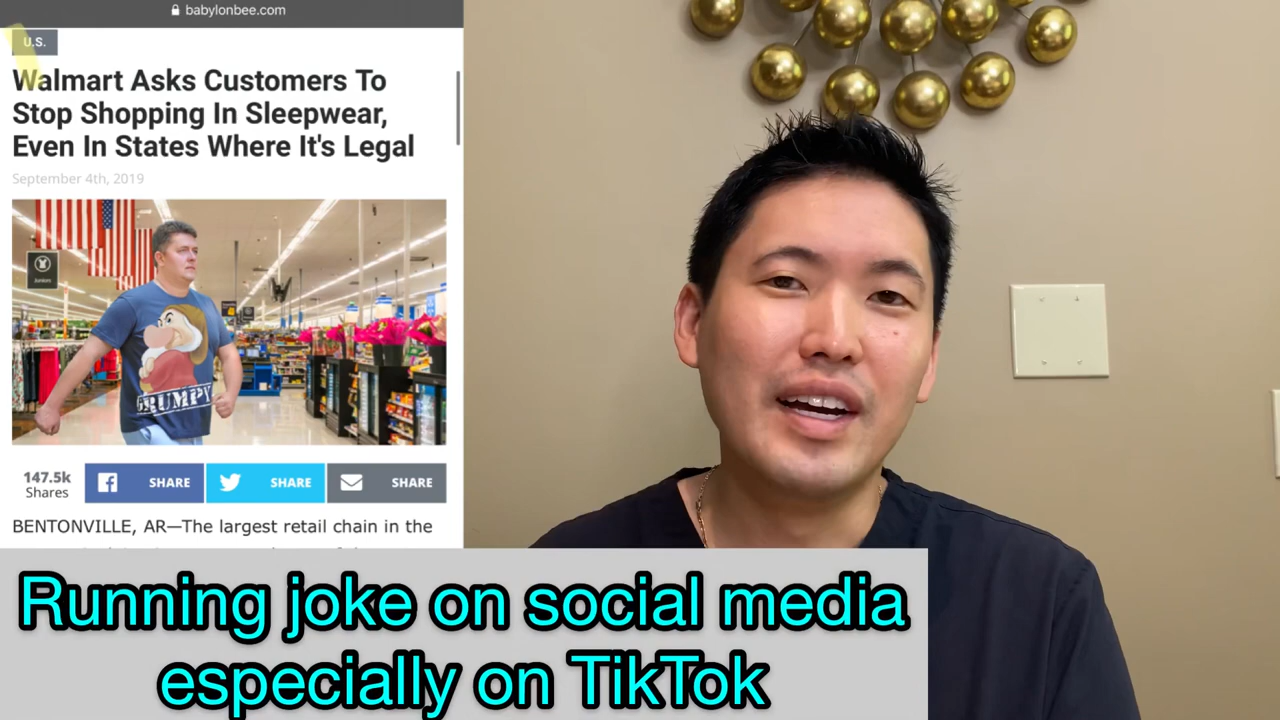 babylonbee.com
U.S.
Walmart Asks Customers To
Stop Shopping In Sleepwear,
Even In States Where It's Legal
September 4th, 2019
Juniors
GRUMPY
147.5k
Shares
SHARE
SHARE
SHARE
BENTONVILLE, AR—The largest retail chain in the
Running joke on social media
especially on TikTok